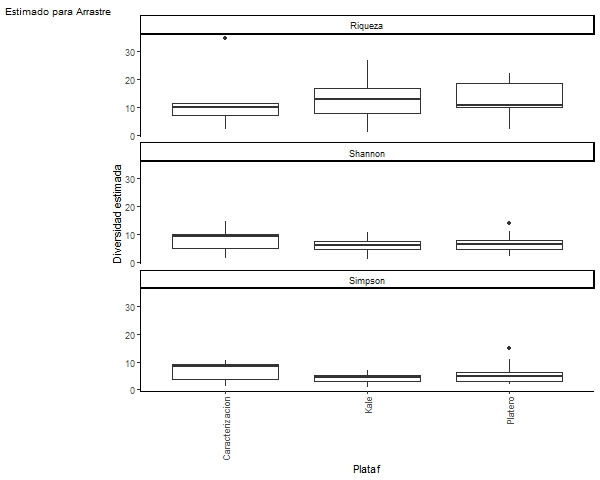 Estimado para Arrastre
Riqueza
30
20
10
0
Shannon
30
20
10
0
Simpson
30
20
10
0
Diversidad estimada
Caracterizacion
Kale
Platero
Plataf